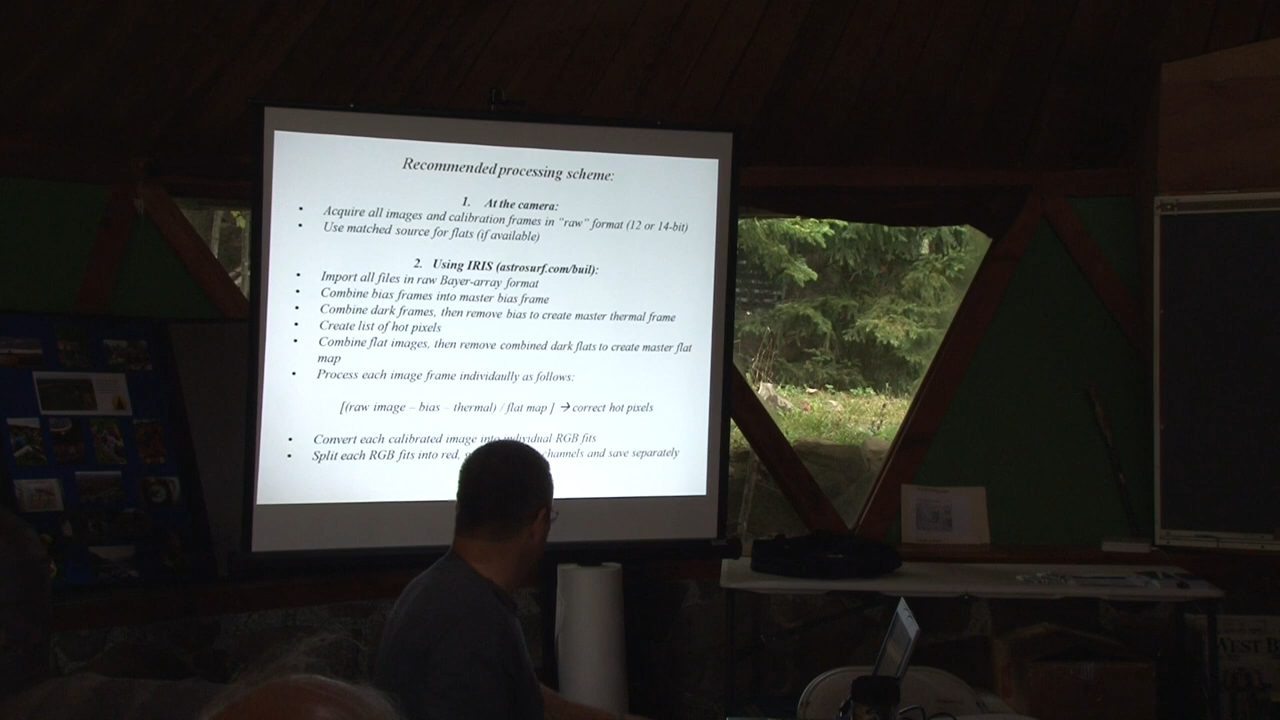 Recommended processing scheme:
1. At the camera:
• Acquire all images and calibration frames in "raw" format (12 or 14-bit)
• Use matched source for flats (if available)
2. Using IRIS (astrosurf.com/buil):
• Import all files in raw Bayer-array format
• Combine bias frames into master bias frame
• Combine dark frames, then remove bias to create master thermal frame
• Create list of hot pixels
• Combine flat images, then remove combined dark flats to create master flat
map
• Process each image frame individaully as follows:
[(raw image – bias – thermal) / flat map ] → correct hot pixels
• Convert each calibrated image into individual RGB fits
• Split each RGB fits into red, channels and save separately
WEST